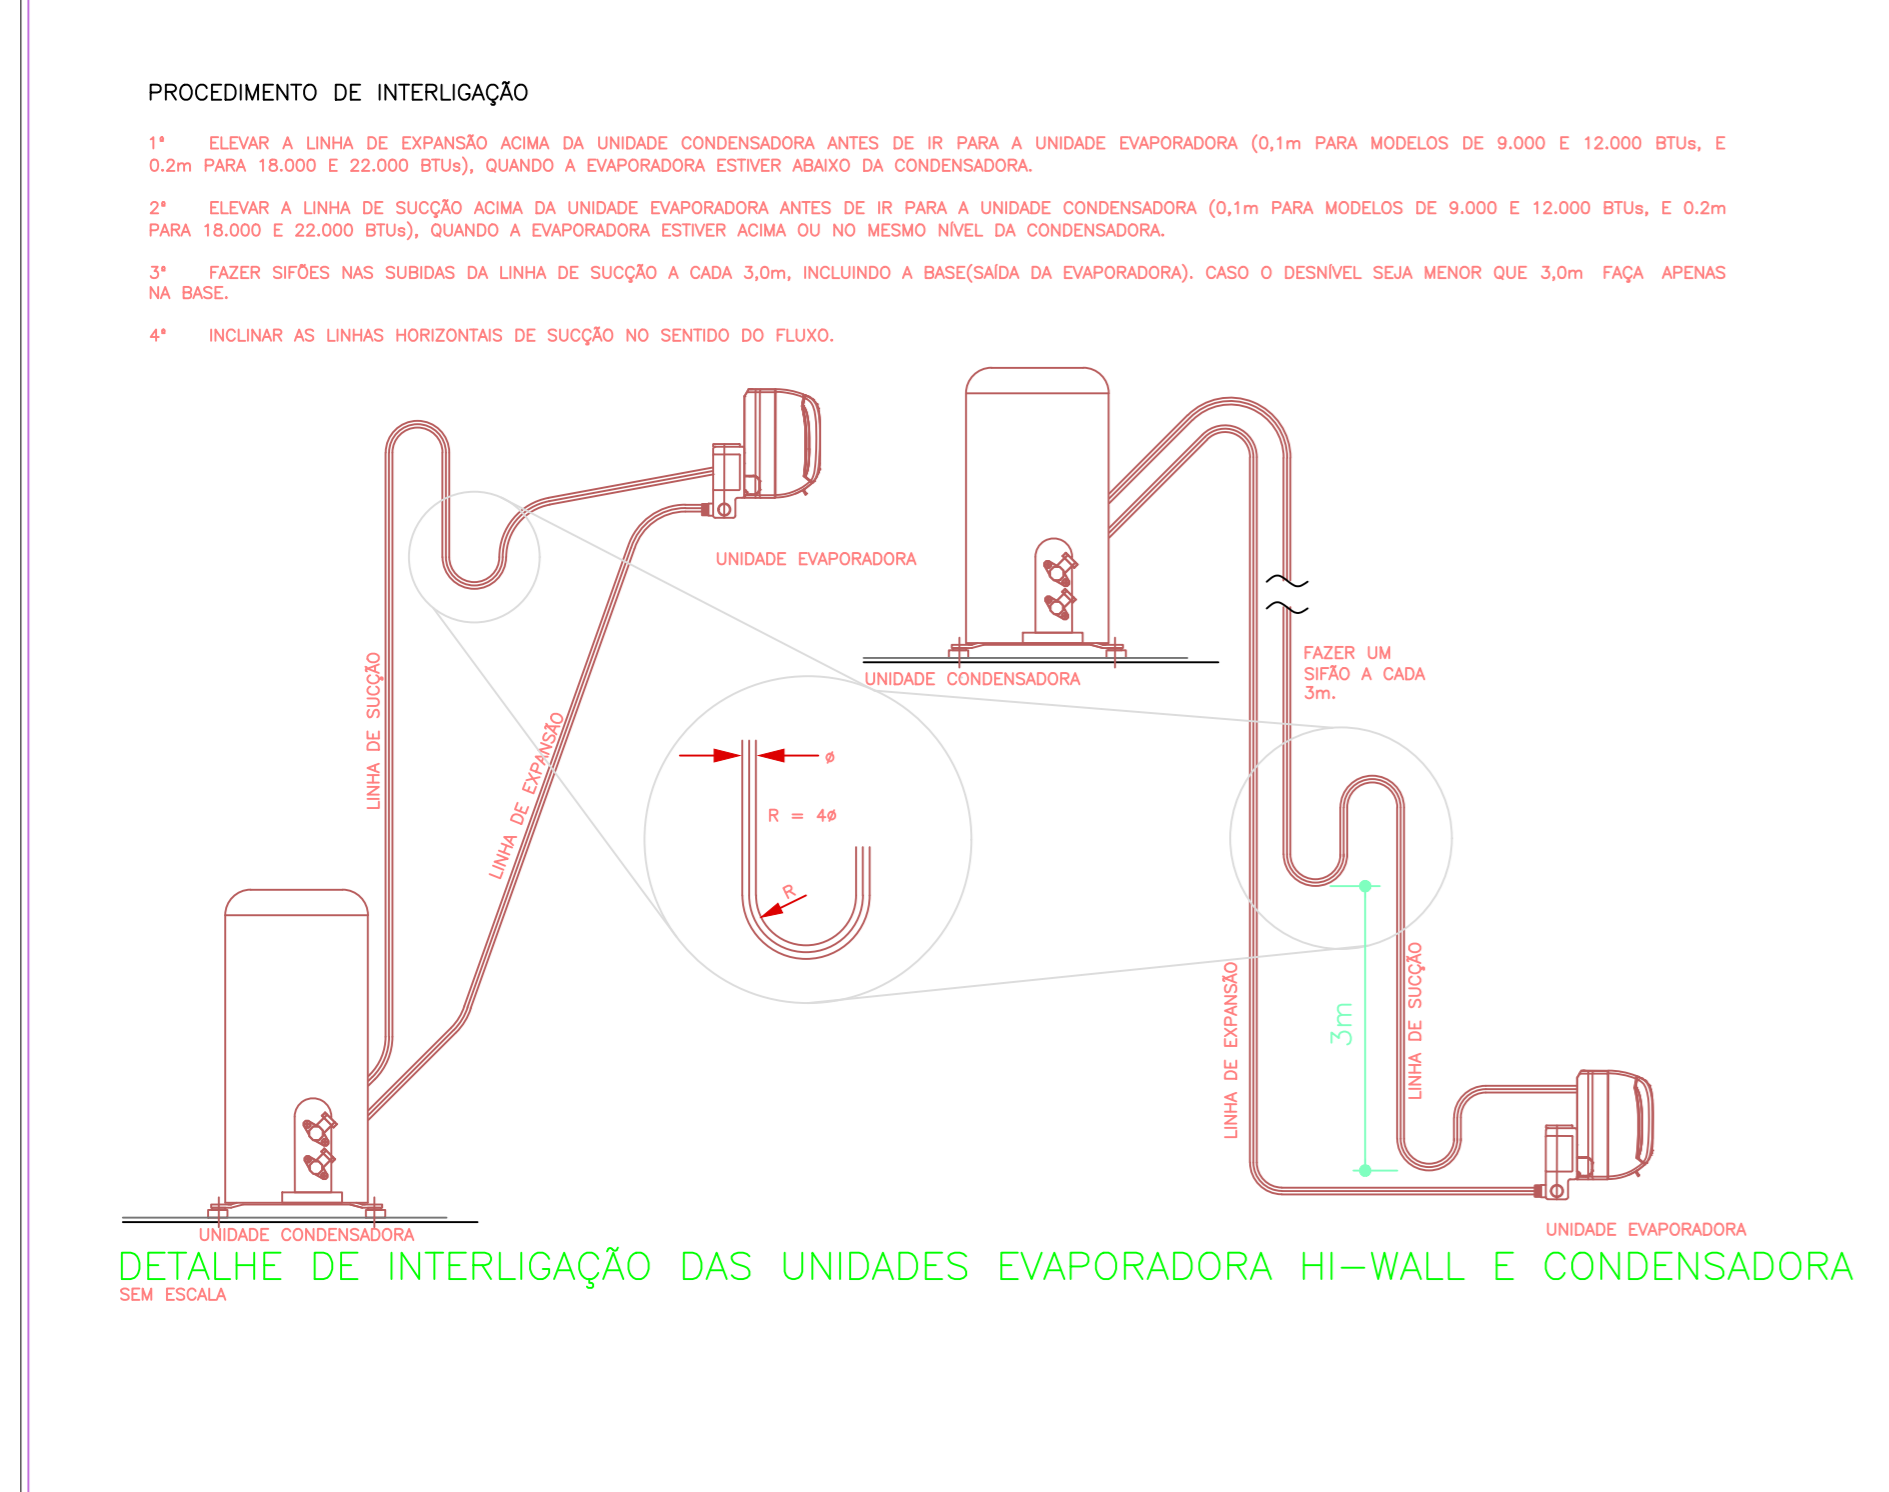 PROCEDIMENTO DE INTERLIGAÇÃO
1ª ELEVAR A LINHA DE EXPANSÃO ACIMA DA UNIDADE CONDENSADORA ANTES DE IR PARA A UNIDADE EVAPORADORA (0,1m PARA MODELOS DE 9.000 E 12.000 BTUs, E
0.2m PARA 18.000 E 22.000 BTUs), QUANDO A EVAPORADORA ESTIVER ABAIXO DA CONDENSADORA.
2ª ELEVAR A LINHA DE SUCÇÃO ACIMA DA UNIDADE EVAPORADORA ANTES DE IR PARA A UNIDADE CONDENSADORA (0,1m PARA MODELOS DE 9.000 E 12.000 BTUs, E 0.2m
PARA 18.000 E 22.000 BTUs), QUANDO A EVAPORADORA ESTIVER ACIMA OU NO MESMO NÍVEL DA CONDENSADORA.
3ª FAZER SIFÕES NAS SUBIDAS DA LINHA DE SUCÇÃO A CADA 3,0m, INCLUINDO A BASE(SAÍDA DA EVAPORADORA). CASO O DESNÍVEL SEJA MENOR QUE 3,0m FAÇA APENAS
NA BASE.
4ª INCLINAR AS LINHAS HORIZONTAIS DE SUCÇÃO NO SENTIDO DO FLUXO.
UNIDADE EVAPORADORA
LINHA DE SUCÇÃO
LINHA DE EXPANSÃO
UNIDADE CONDENSADORA
FAZER UM
SIFÃO A CADA
3m.
ø
R = 4ø
R
LINHA DE EXPANSÃO
3m
LINHA DE SUCÇÃO
UNIDADE CONDENSADORA
UNIDADE EVAPORADORA
DETALHE DE INTERLIGAÇÃO DAS UNIDADES EVAPORADORA HI-WALL E CONDENSADORA
SEM ESCALA